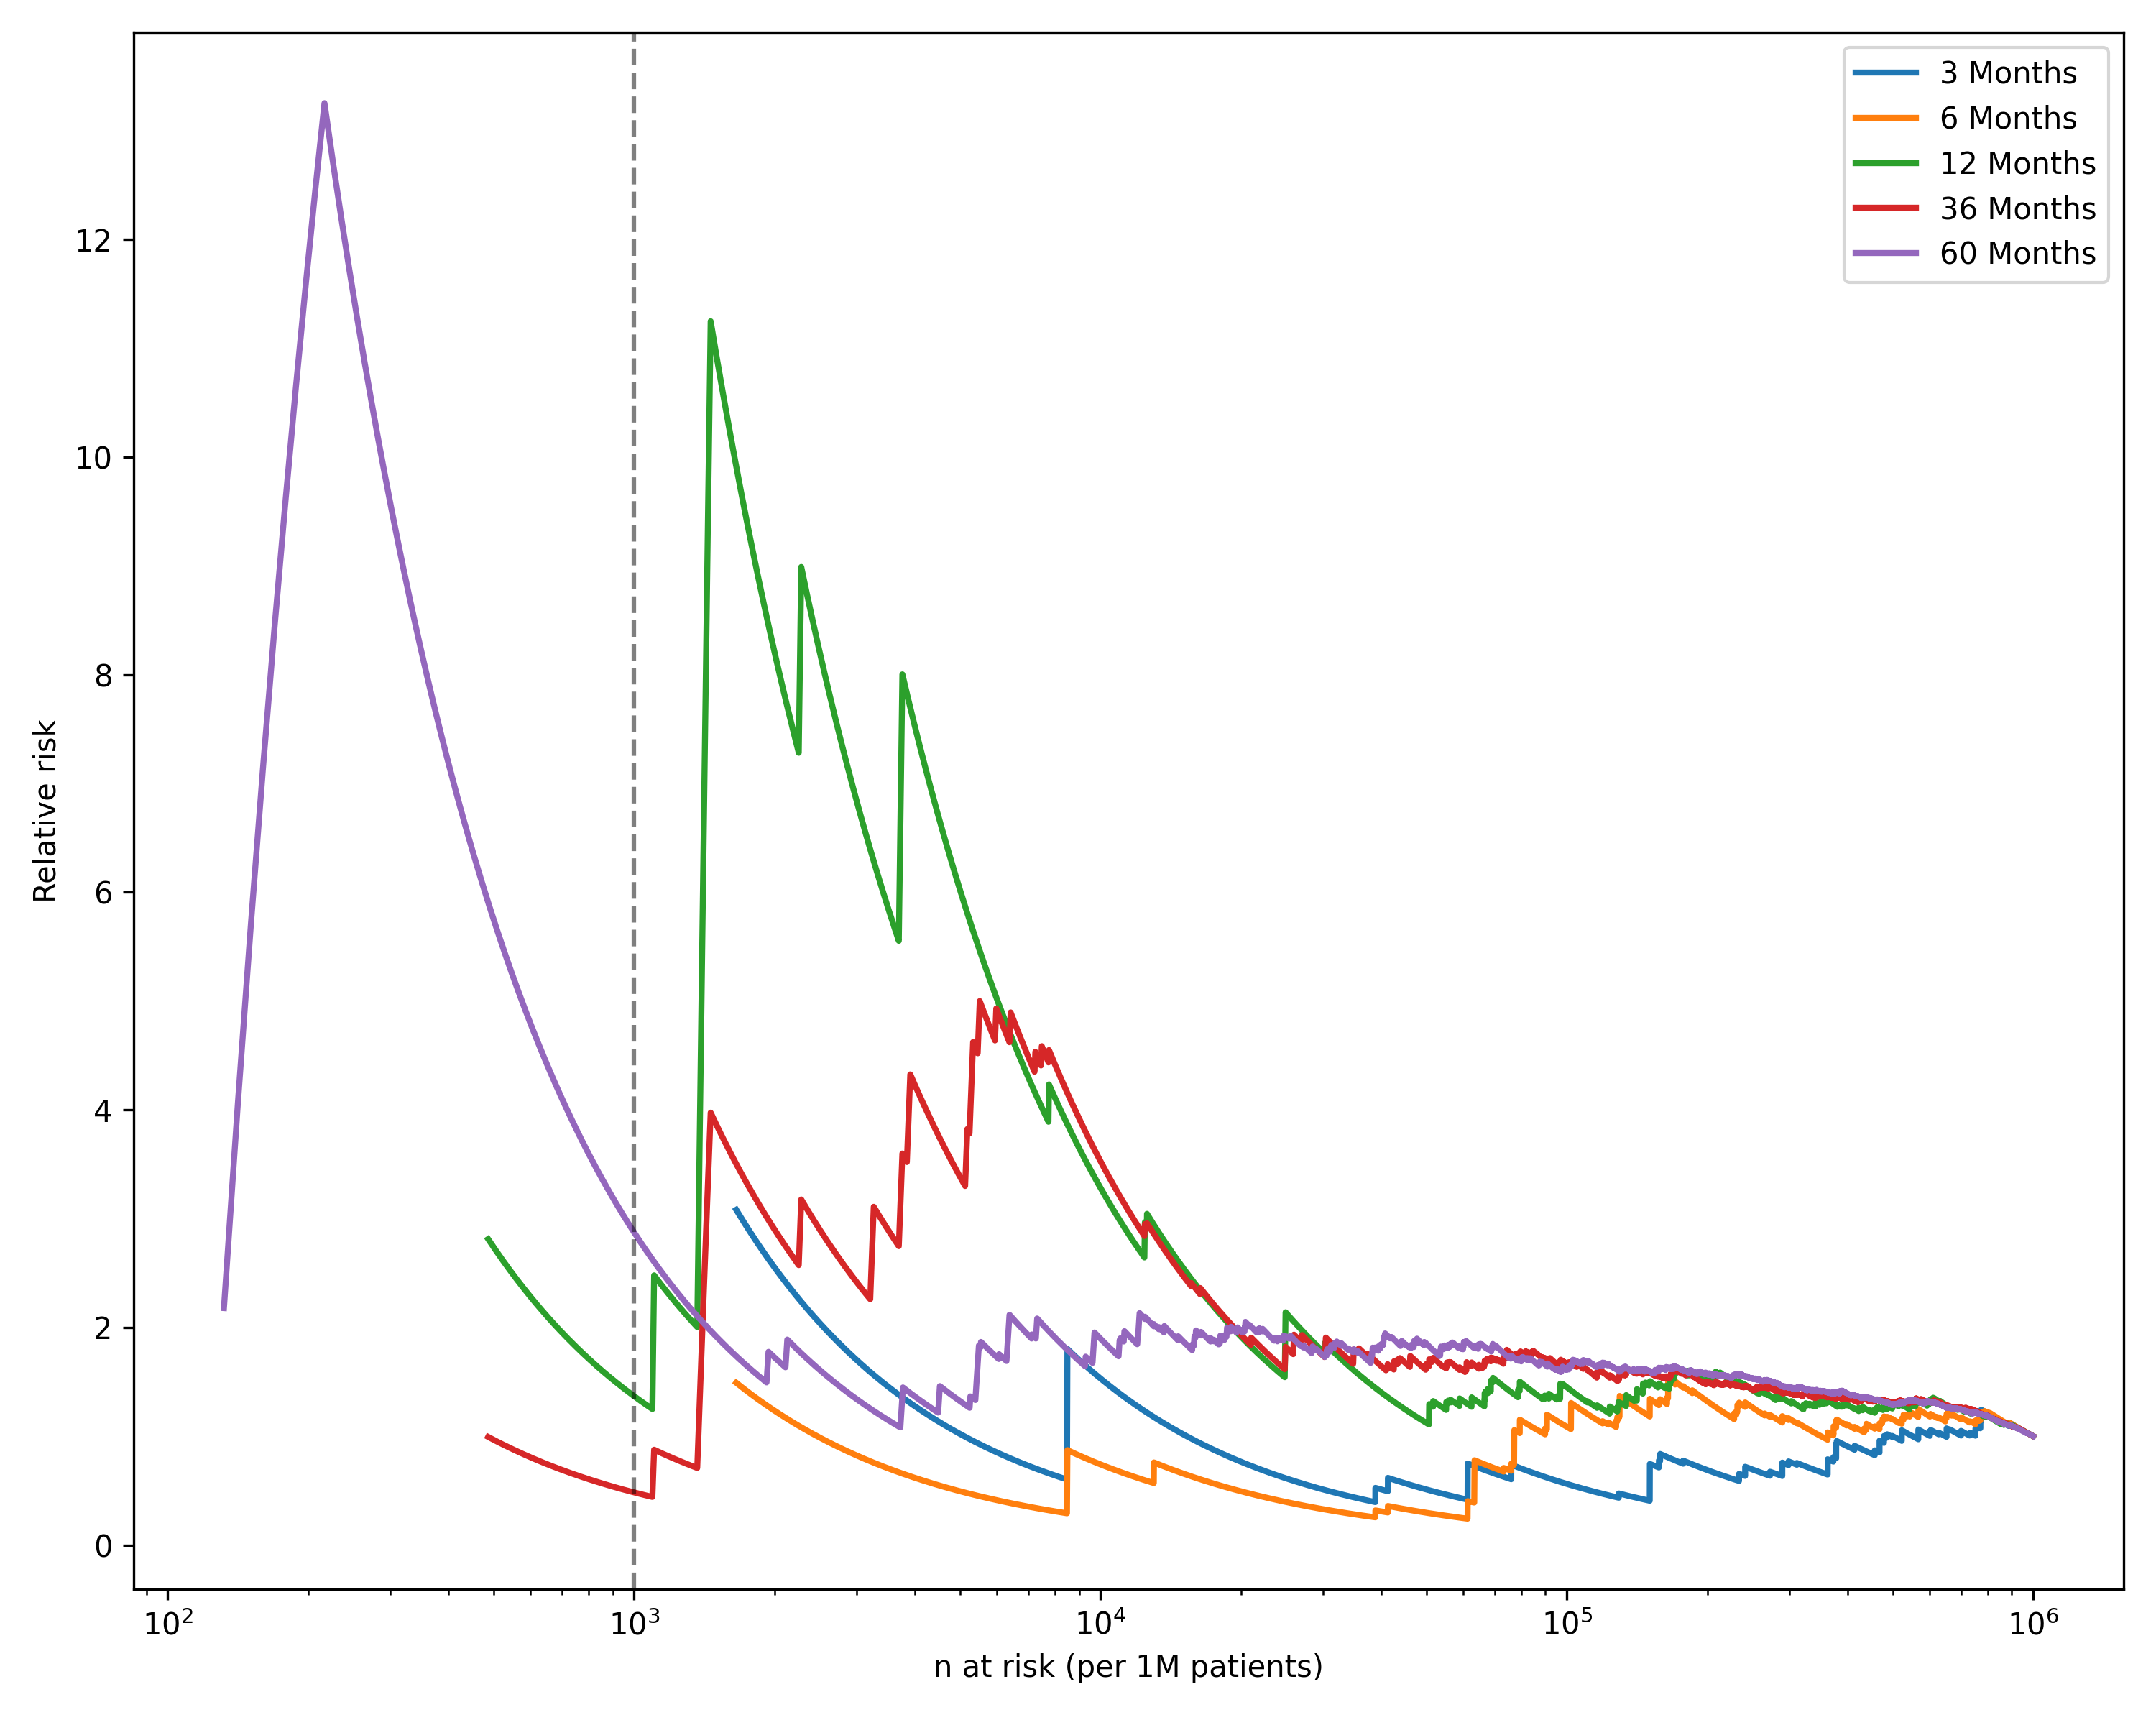 3 Months
6 Months
12 Months
36 Months
60 Months
12
10
8
6
4
2
0
Relative risk
10²
10³
10⁴
10⁵
10⁶
n at risk (per 1M patients)